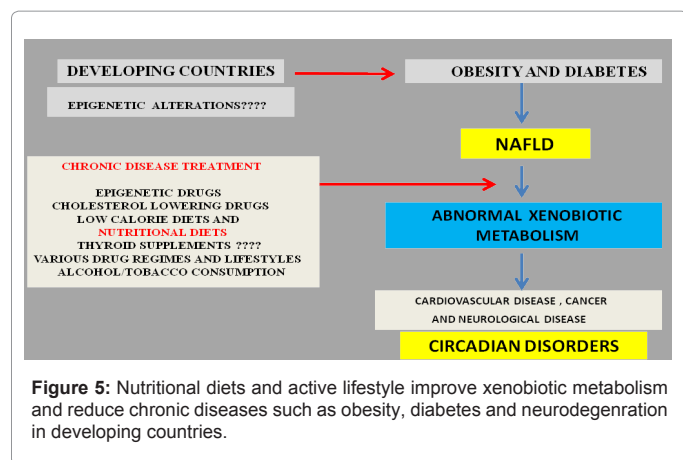 DEVELOPING COUNTRIES
OBESITY AND DIABETES
EPIGENETIC ALTERATIONS????
NAFLD
CHRONIC DISEASE TREATMENT
EPIGENETIC DRUGS
CHOLESTEROL LOWERING DRUGS
LOW CALORIE DIETS AND
NUTRITIONAL DIETS
THYROID SUPPLEMENTS ????
VARIOUS DRUG REGIMES AND LIFESTYLES
ALCOHOL/TOBACCO CONSUMPTION
ABNORMAL XENOBIOTIC
METABOLISM
CARDIOVASCULAR DISEASE , CANCER
AND NEUROLOGICAL DISEASE
CIRCADIAN DISORDERS
Figure 5: Nutritional diets and active lifestyle improve xenobiotic metabolism
and reduce chronic diseases such as obesity, diabetes and neurodegenration
in developing countries.